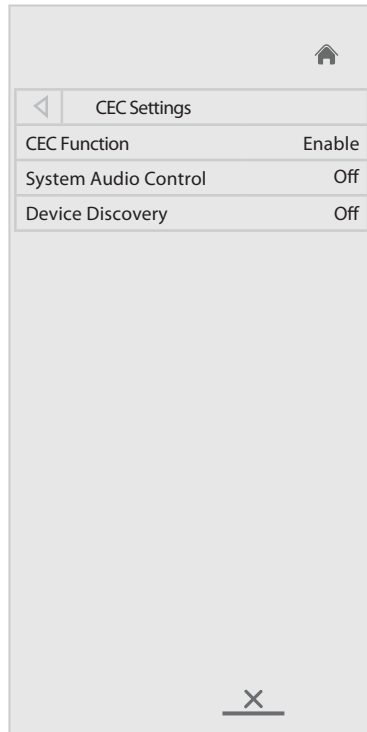 CEC Settings
CEC Function Enable
System Audio Control Off
Device Discovery Off